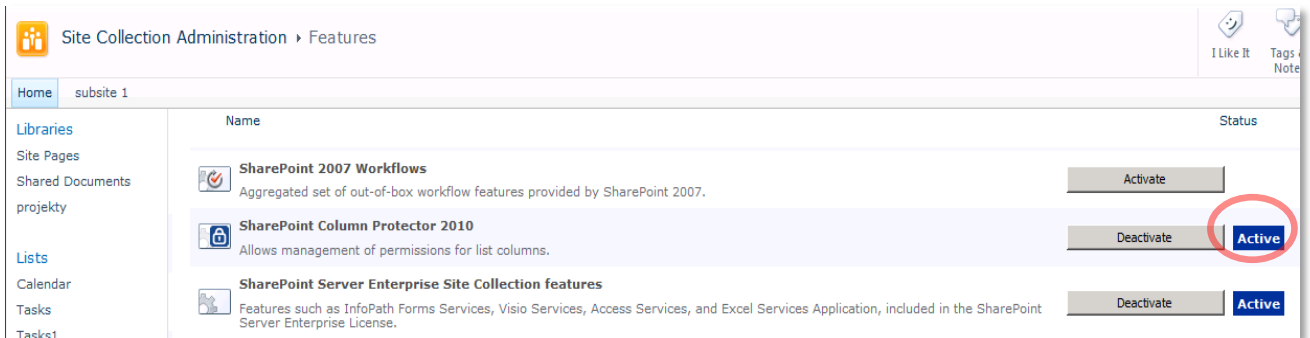 Site Collection Administration ▸ Features
I Like It
Tags
Note
Home subsite 1
Libraries
Site Pages
Shared Documents
projekty
Lists
Calendar
Tasks
Tasks1
Name Status
SharePoint 2007 Workflows
Aggregated set of out-of-box workflow features provided by SharePoint 2007.
Activate
SharePoint Column Protector 2010
Allows management of permissions for list columns.
Deactivate Active
SharePoint Server Enterprise Site Collection features
Features such as InfoPath Forms Services, Visio Services, Access Services, and Excel Services Application, included in the SharePoint
Server Enterprise License.
Deactivate Active